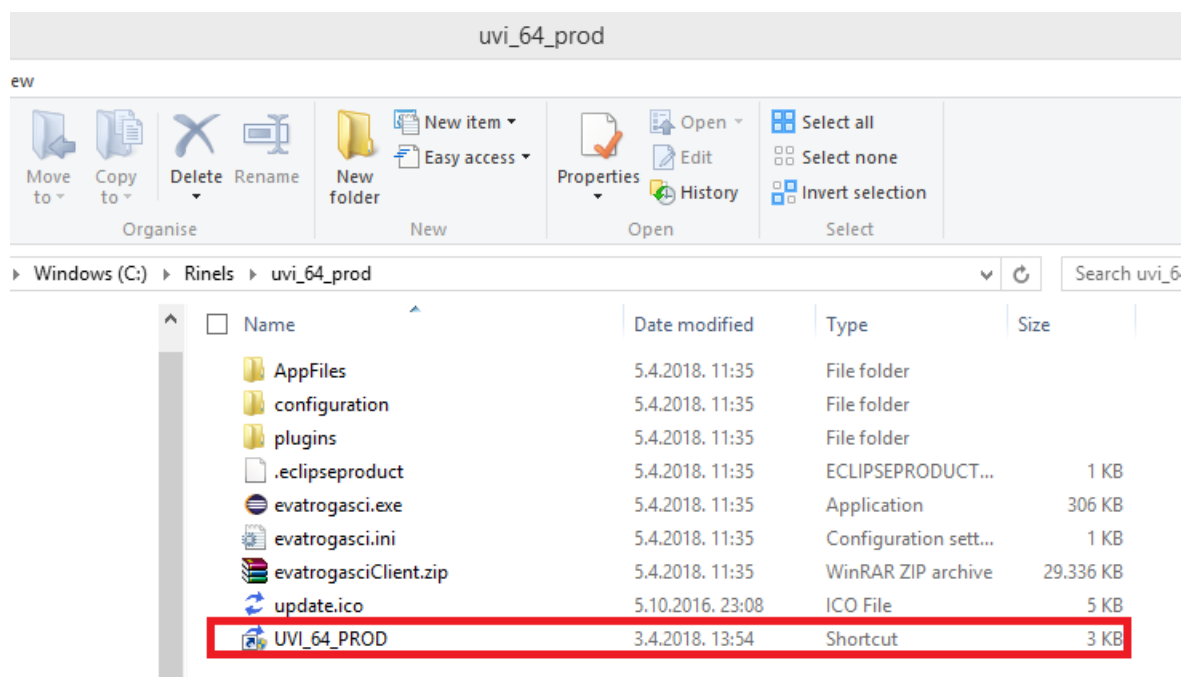 uvi_64_prod
ew
Move to
Copy to
Delete
Rename
New folder
New item
Easy access
Properties
Open
Edit
History
Select all
Select none
Invert selection
Organise
New
Open
Select
Windows (C:) Rinels uvi_64_prod
Search uvi_64
Name Date modified Type Size
AppFiles 5.4.2018. 11:35 File folder
configuration 5.4.2018. 11:35 File folder
plugins 5.4.2018. 11:35 File folder
.eclipseproduct 5.4.2018. 11:35 ECLIPSEPRODUCT... 1 KB
evatrogasci.exe 5.4.2018. 11:35 Application 306 KB
evatrogasci.ini 5.4.2018. 11:35 Configuration sett... 1 KB
evatrogasciClient.zip 5.4.2018. 11:35 WinRAR ZIP archive 29.336 KB
update.ico 5.10.2016. 23:08 ICO File 5 KB
UVI_64_PROD 3.4.2018. 13:54 Shortcut 3 KB